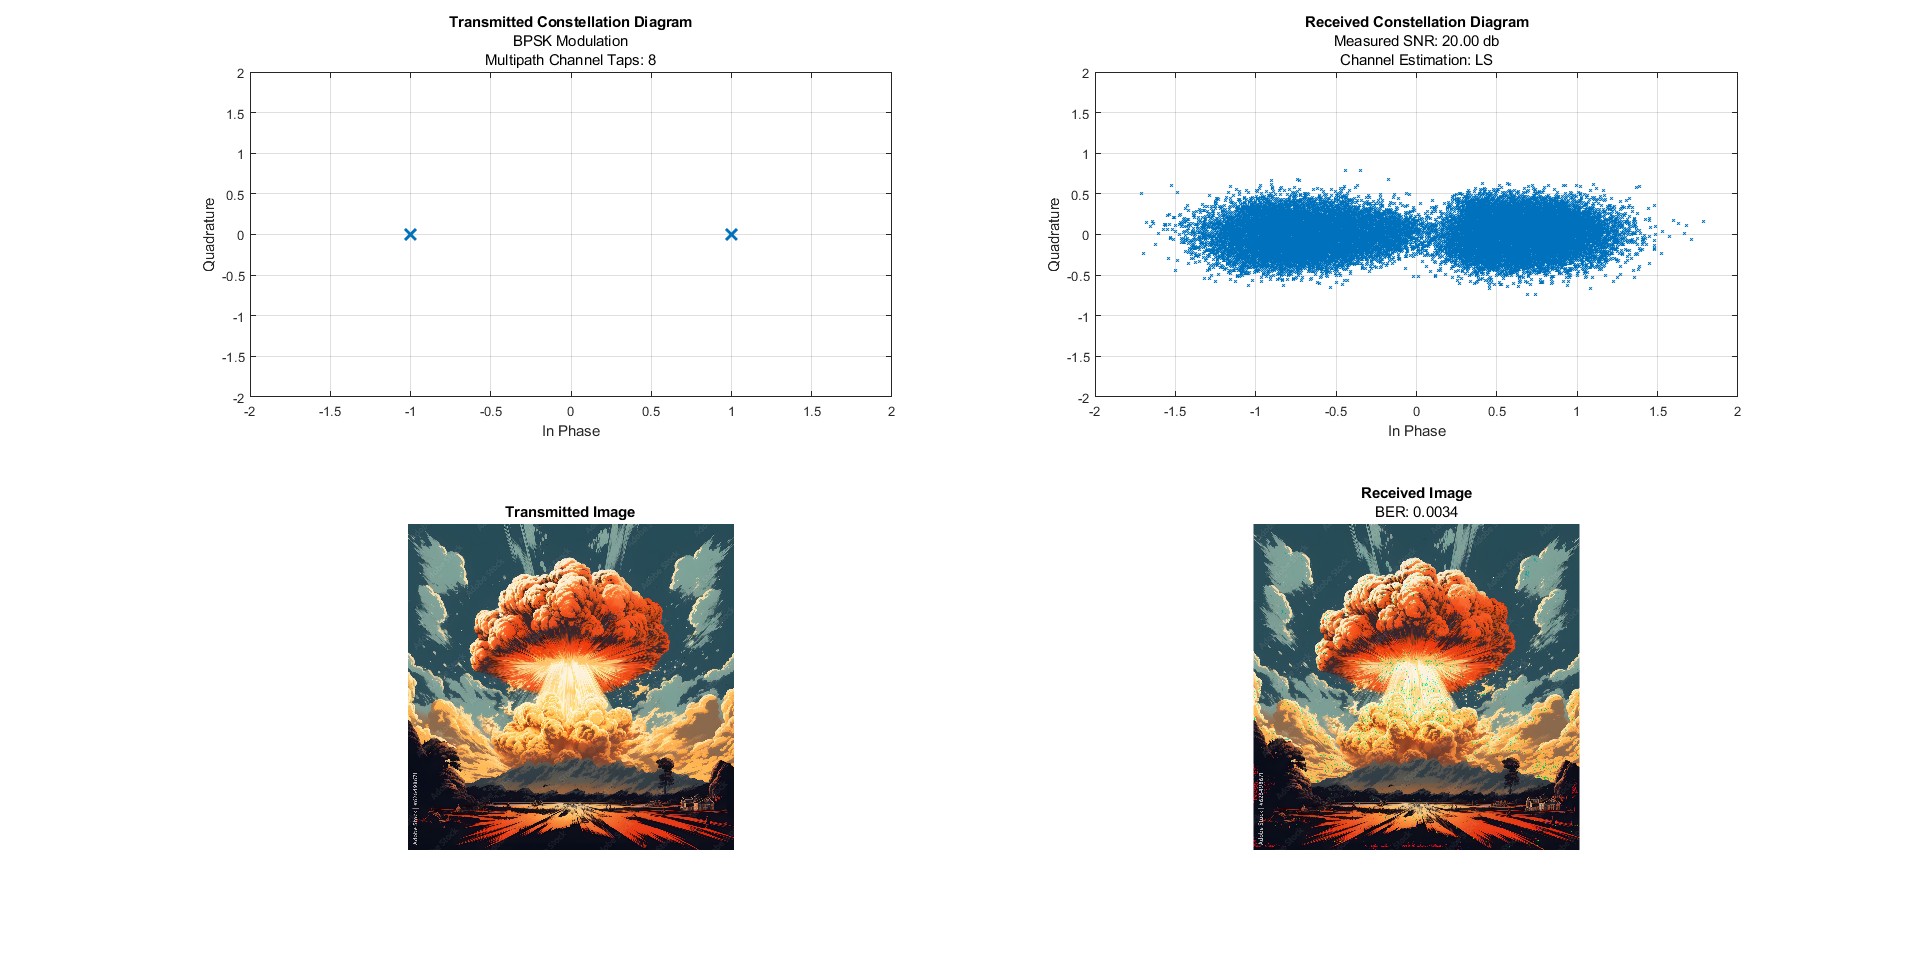 Transmitted Constellation Diagram
BPSK Modulation
Multipath Channel Taps: 8
2
1.5
1
0.5
0
-0.5
-1
-1.5
-2
Quadrature
-2 -1.5 -1 -0.5 0 0.5 1 1.5 2
In Phase
Received Constellation Diagram
Measured SNR: 20.00 db
Channel Estimation: LS
2
1.5
1
0.5
0
-0.5
-1
-1.5
-2
Quadrature
-2 -1.5 -1 -0.5 0 0.5 1 1.5 2
In Phase
Transmitted Image
Adobe Stock |
Received Image
BER: 0.0034
Adobe Stock |